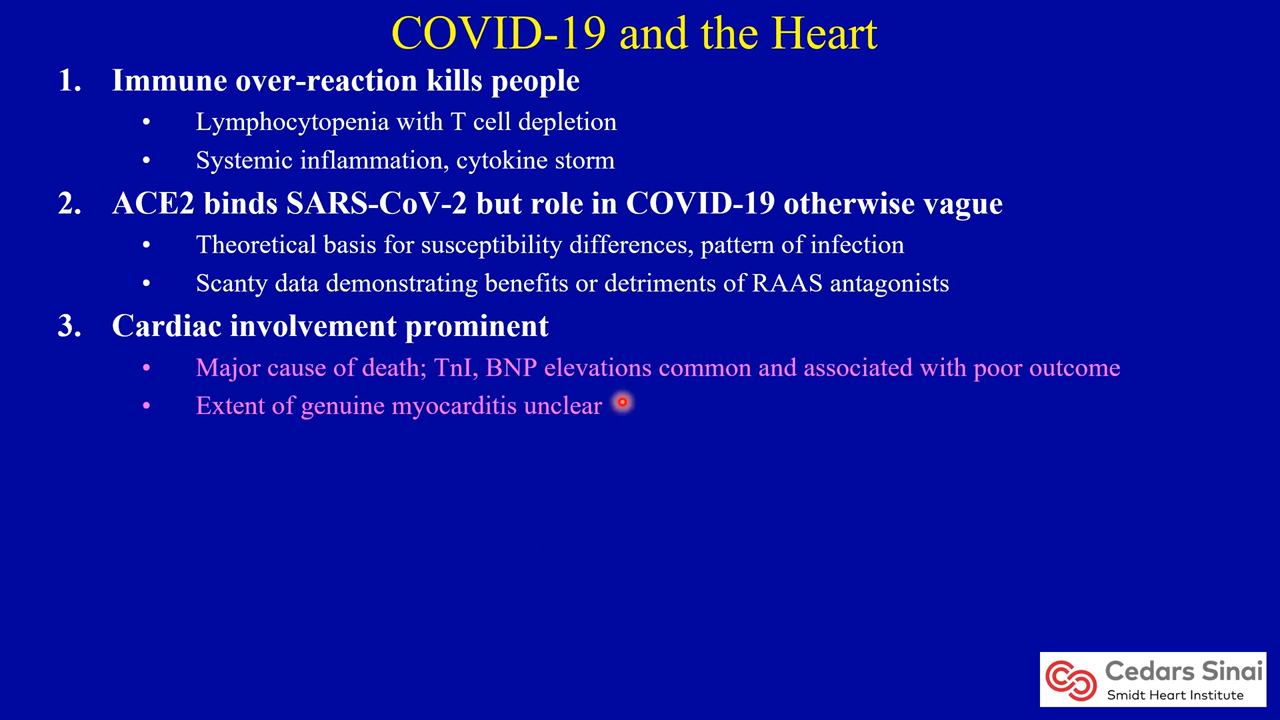 COVID-19 and the Heart
1. Immune over-reaction kills people
• Lymphocytopenia with T cell depletion
• Systemic inflammation, cytokine storm
2. ACE2 binds SARS-CoV-2 but role in COVID-19 otherwise vague
• Theoretical basis for susceptibility differences, pattern of infection
• Scanty data demonstrating benefits or detriments of RAAS antagonists
3. Cardiac involvement prominent
• Major cause of death; TnI, BNP elevations common and associated with poor outcome
• Extent of genuine myocarditis unclear
Cedars Sinai
Smidt Heart Institute